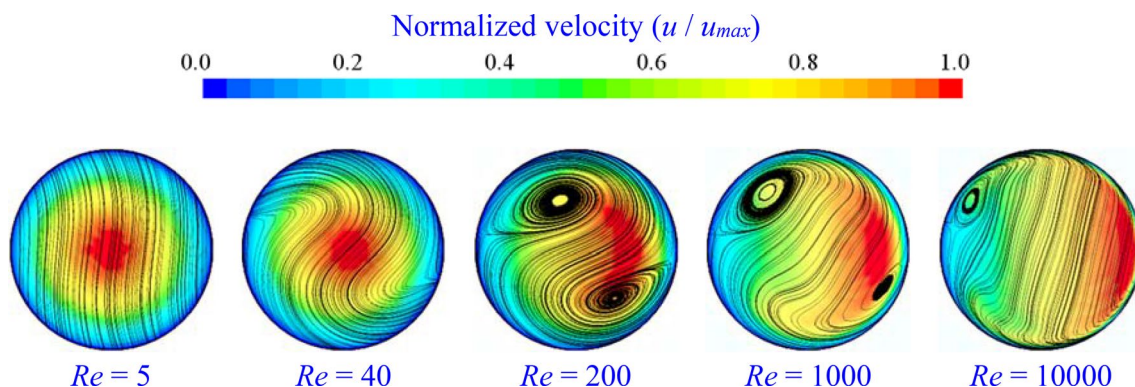 Normalized velocity (u / umax)
0.0 0.2 0.4 0.6 0.8 1.0
Re = 5 Re = 40 Re = 200 Re = 1000 Re = 10000